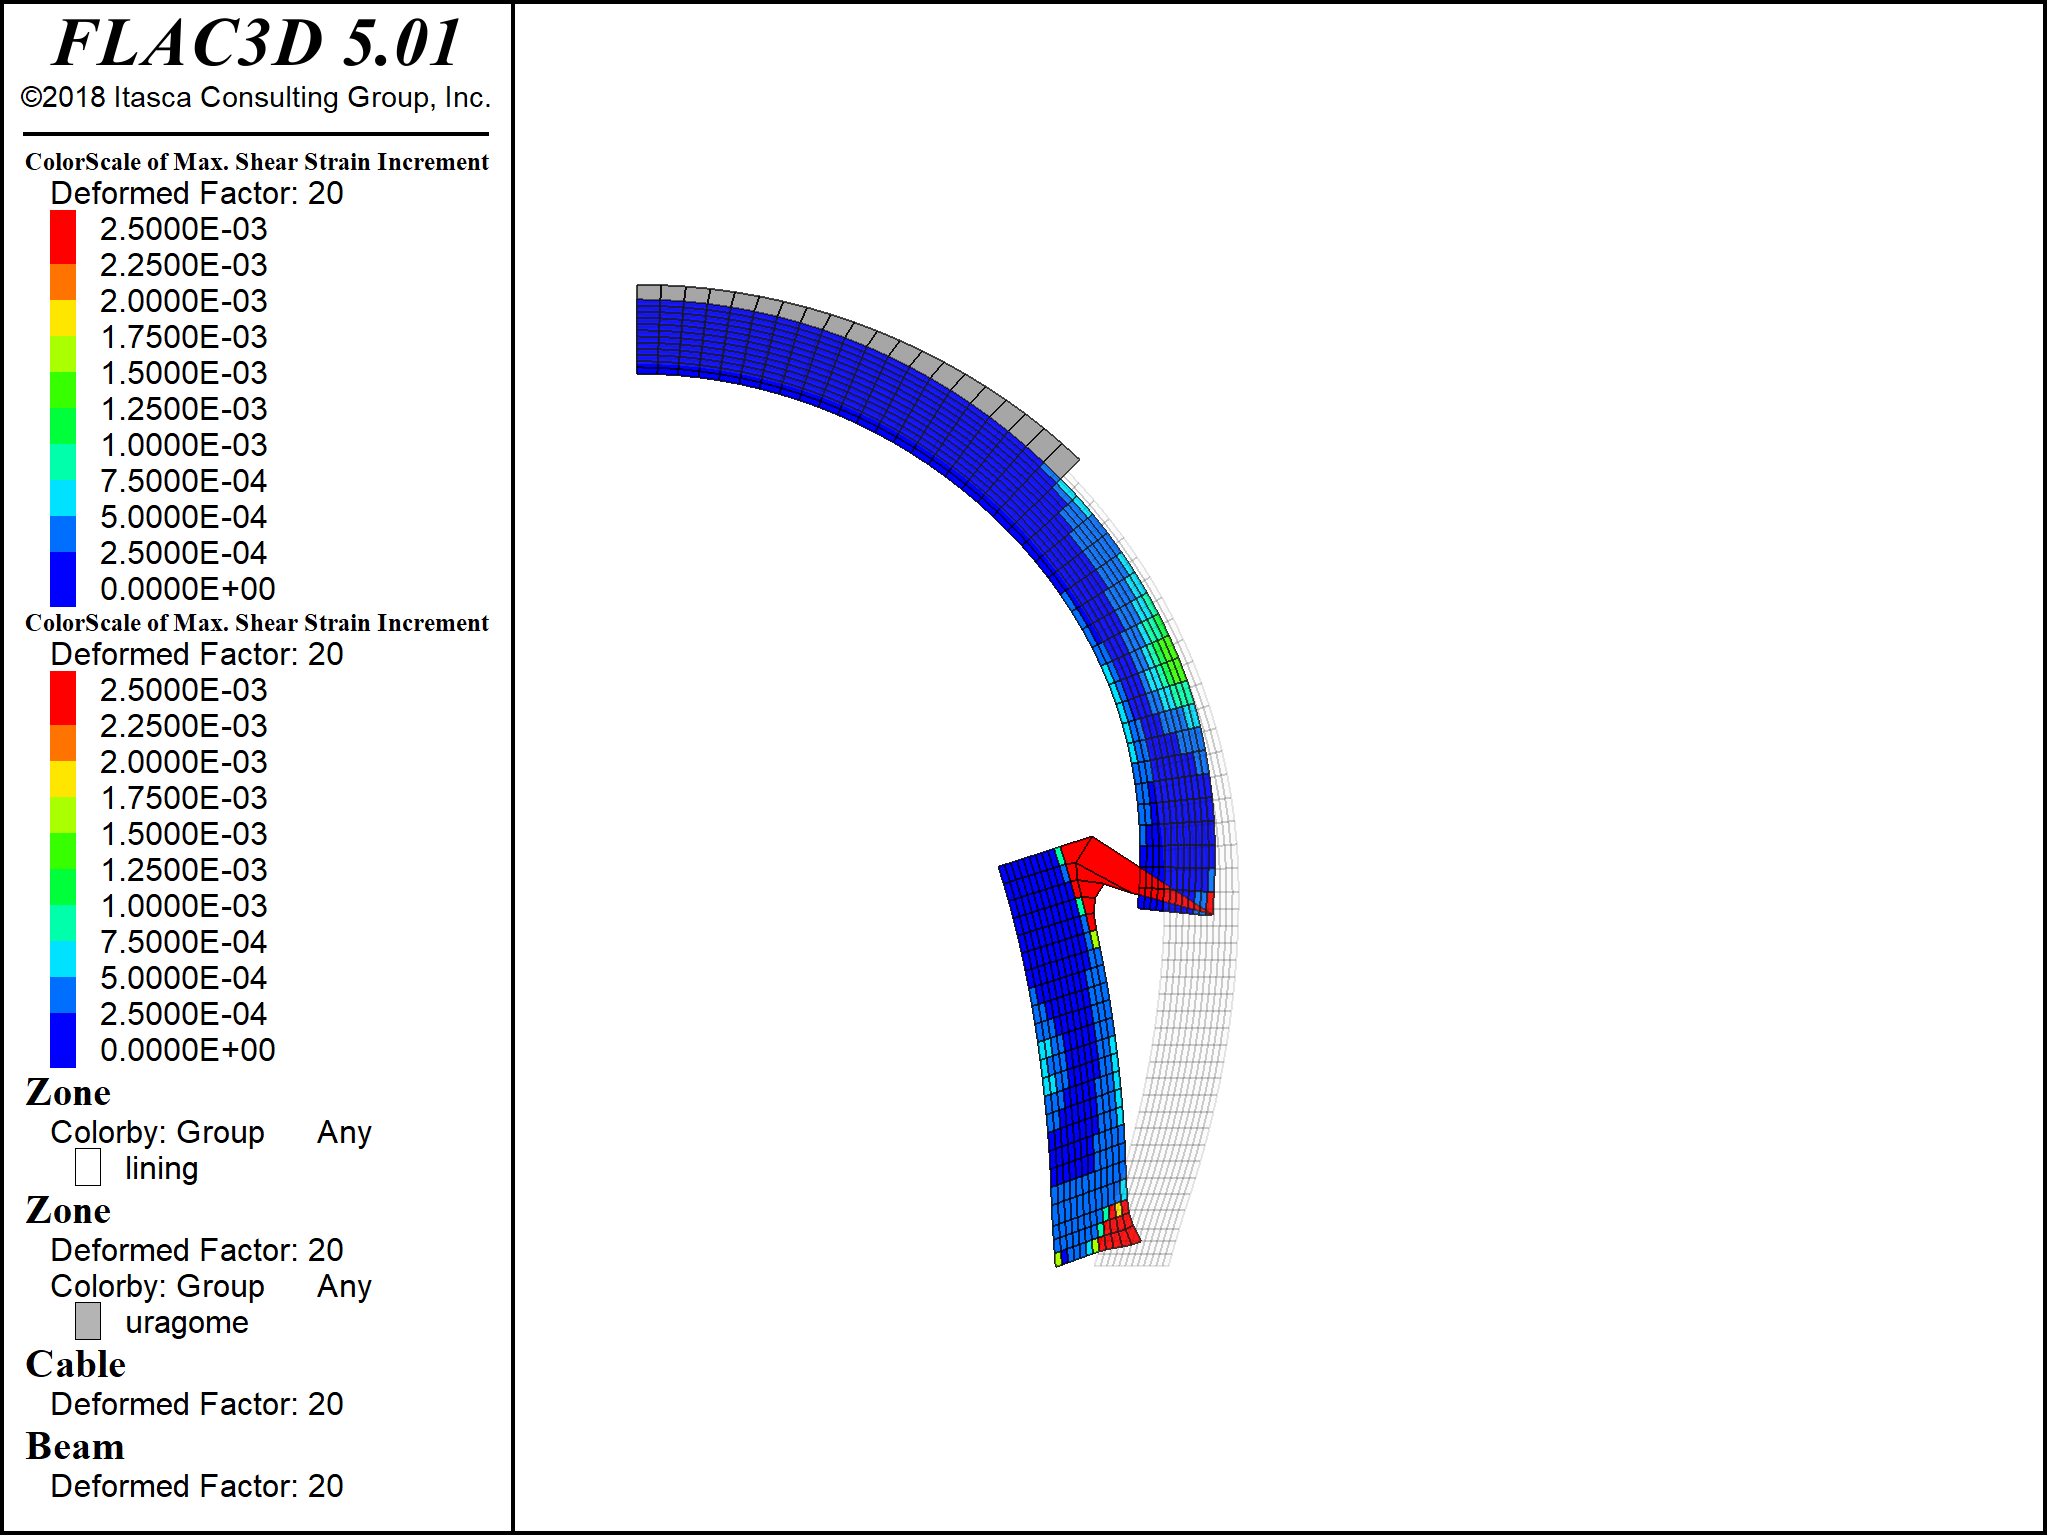 FLAC3D 5.01
©2018 Itasca Consulting Group, Inc.
ColorScale of Max. Shear Strain Increment
Deformed Factor: 20
2.5000E-03
2.2500E-03
2.0000E-03
1.7500E-03
1.5000E-03
1.2500E-03
1.0000E-03
7.5000E-04
5.0000E-04
2.5000E-04
0.0000E+00
ColorScale of Max. Shear Strain Increment
Deformed Factor: 20
2.5000E-03
2.2500E-03
2.0000E-03
1.7500E-03
1.5000E-03
1.2500E-03
1.0000E-03
7.5000E-04
5.0000E-04
2.5000E-04
0.0000E+00
Zone
Colorby: Group Any
lining
Zone
Deformed Factor: 20
Colorby: Group Any
uragome
Cable
Deformed Factor: 20
Beam
Deformed Factor: 20